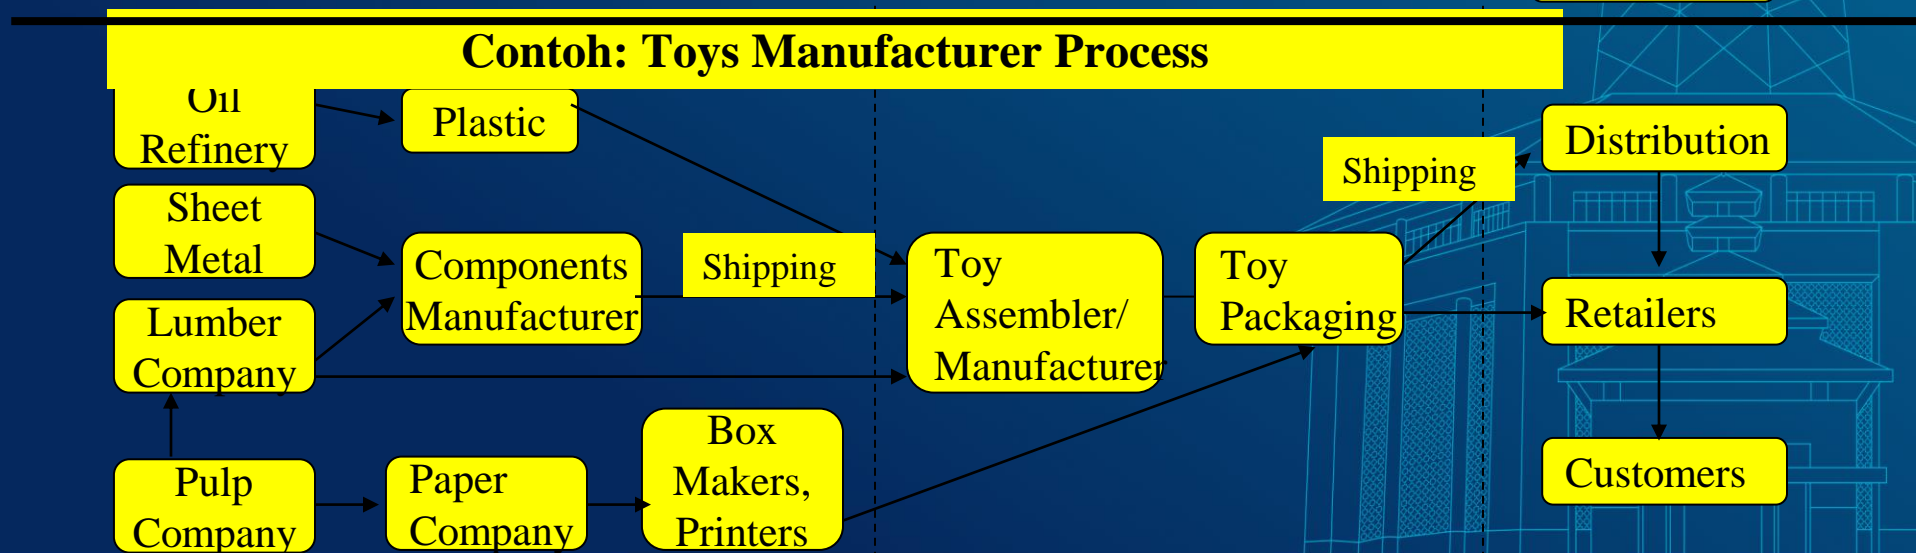 Contoh: Toys Manufacturer Process
Oil
Refinery
Plastic
Distribution
Shipping
Sheet
Metal
Components
Manufacturer
Shipping
Toy
Assembler/
Manufacturer
Toy
Packaging
Retailers
Lumber
Company
Box
Makers,
Printers
Customers
Pulp
Company
Paper
Company